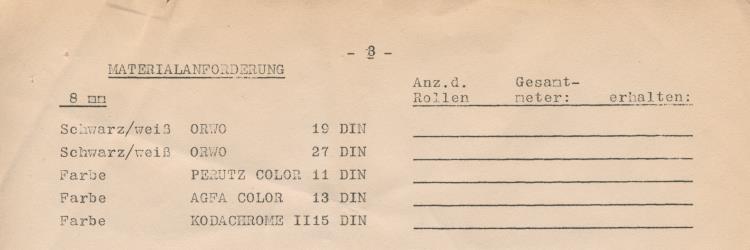 - 8 -
MATERIALANFORDERUNG
Anz.d. Gesamt-
8 mm Rollen meter: erhalten:
Schwarz/weiß ORWO 19 DIN
Schwarz/weiß ORWO 27 DIN
Farbe PERUTZ COLOR 11 DIN
Farbe AGFA COLOR 13 DIN
Farbe KODACHROME II15 DIN